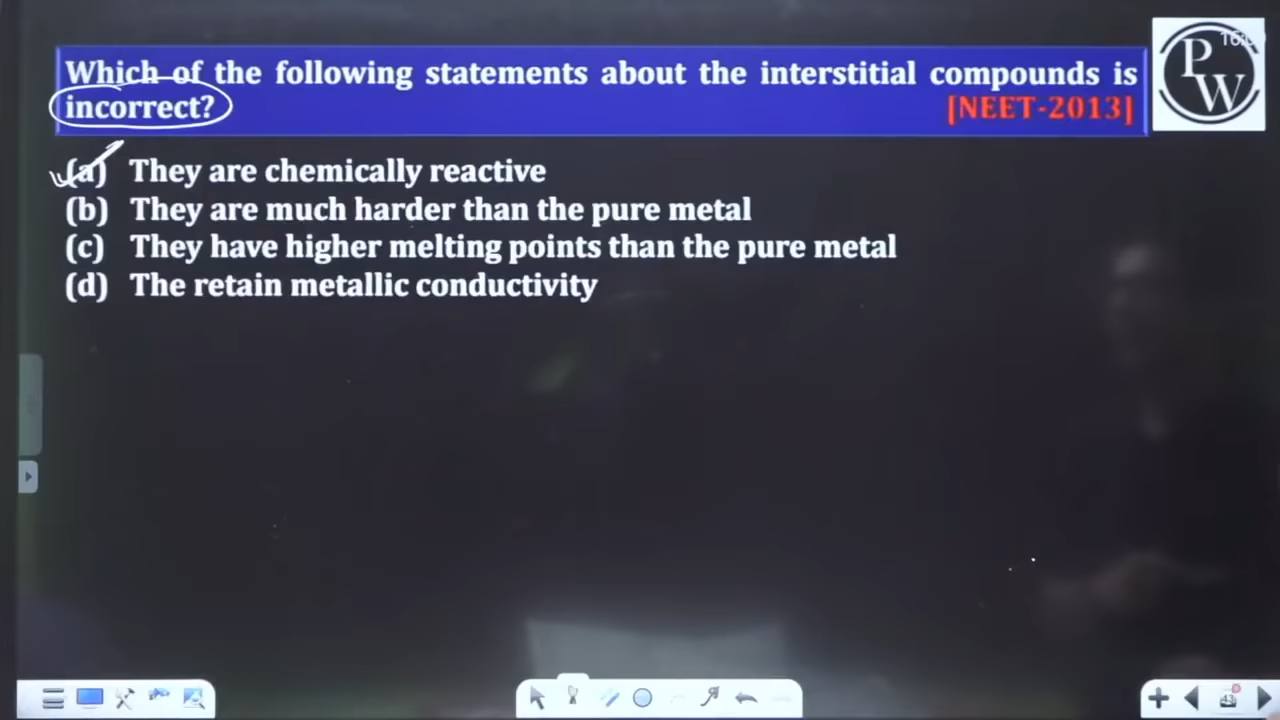 Which of the following statements about the interstitial compounds is
incorrect? [NEET-2013]
(a) They are chemically reactive
(b) They are much harder than the pure metal
(c) They have higher melting points than the pure metal
(d) The retain metallic conductivity
PW